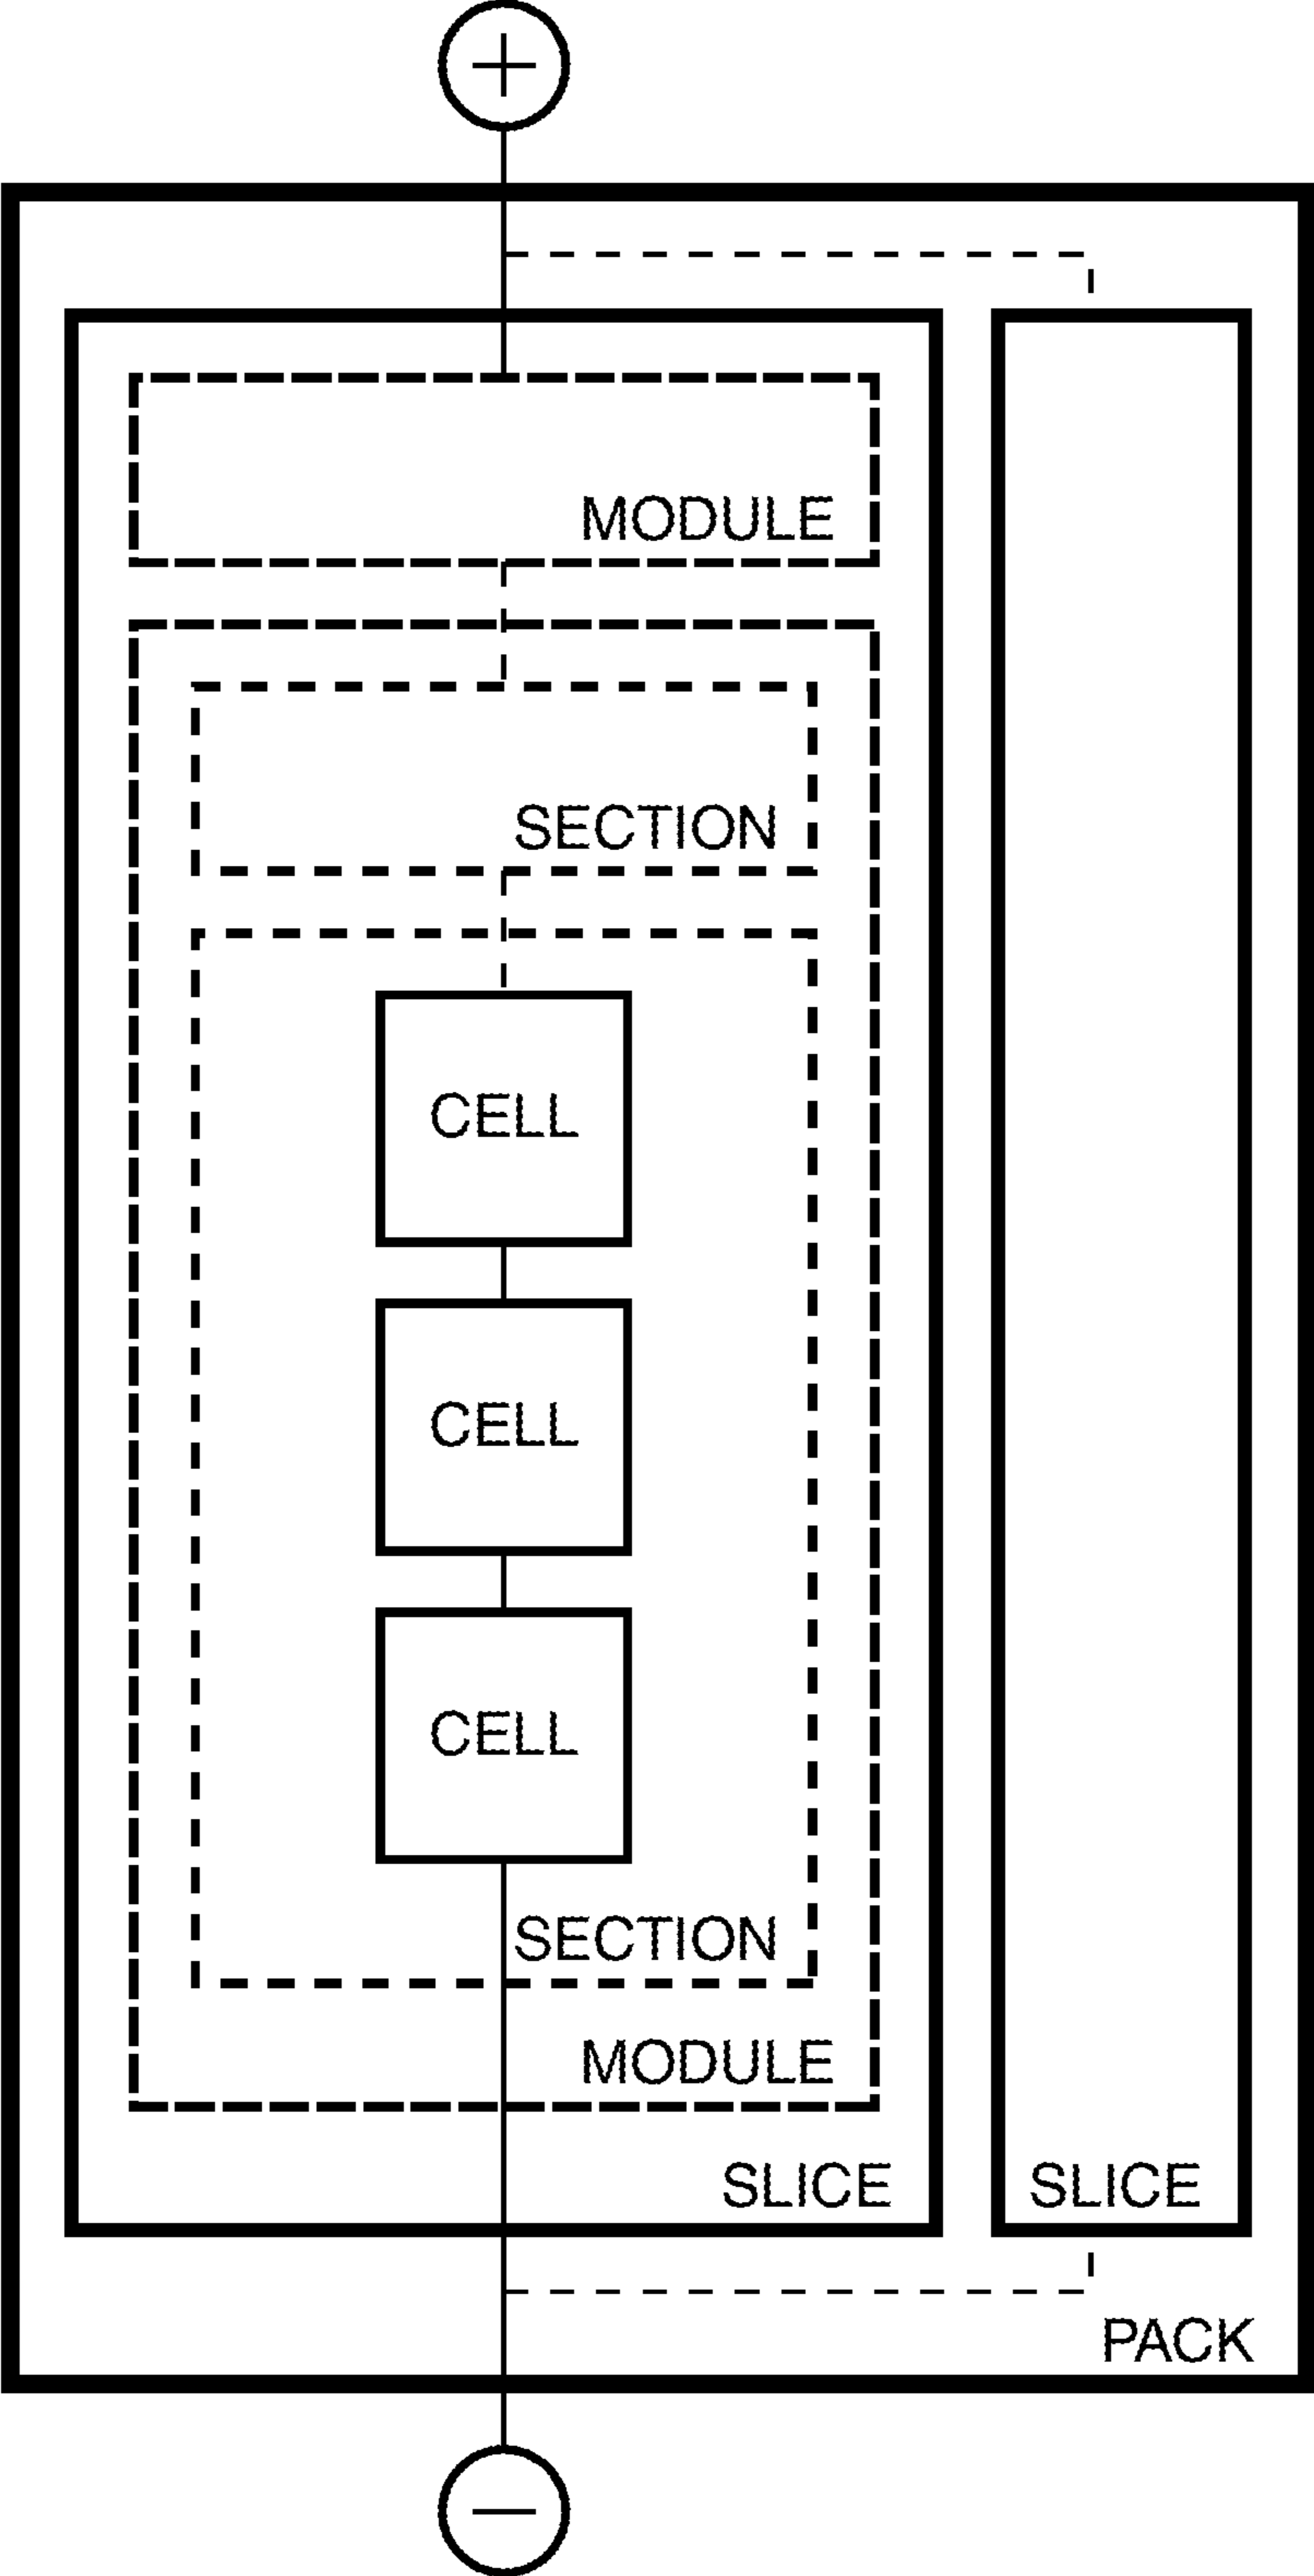 +
MODULE
SECTION
CELL
CELL
CELL
SECTION
MODULE
SLICE SLICE
PACK
−